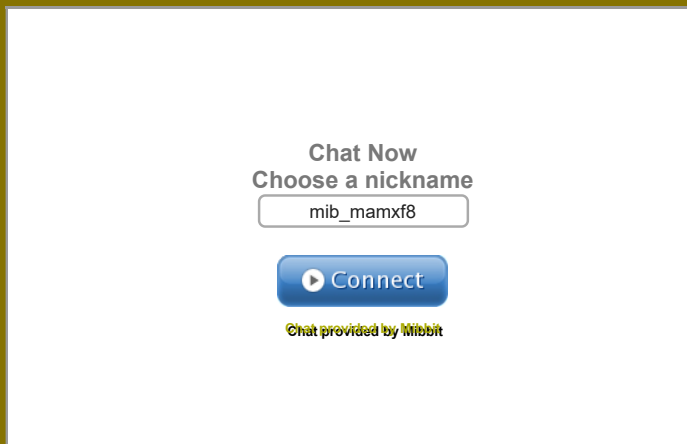 Chat Now
Choose a nickname
mib_mamxf8
Connect
Chat provided by Mibbit